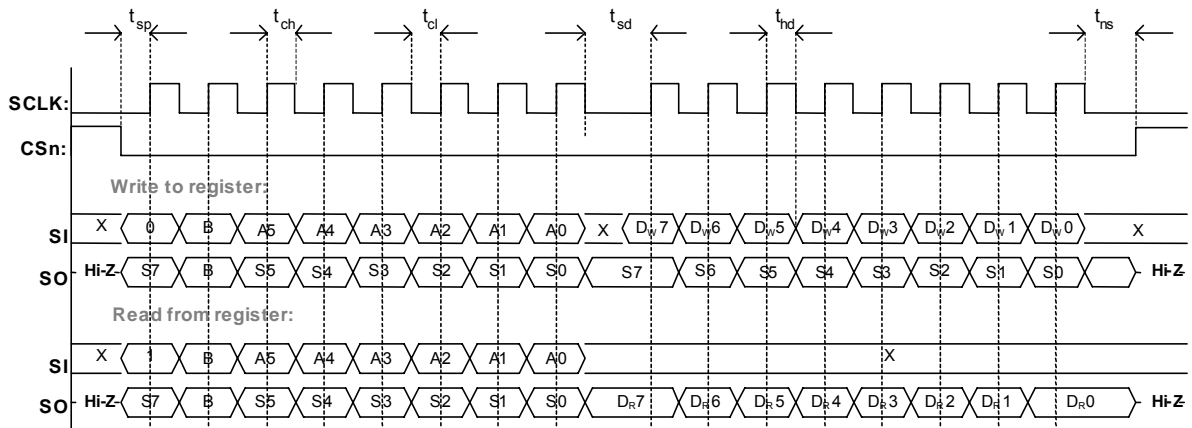 tsp tch tcl tsd thd tns
SCLK:
CSn:
Write to register:
SI X 0 B A5 A4 A3 A2 A1 A0 X DW7 DW6 DW5 DW4 DW3 DW2 DW1 DW0 X
SO Hi-Z S7 B S5 S4 S3 S2 S1 S0 S7 S6 S5 S4 S3 S2 S1 S0 Hi-Z
Read from register:
SI X 1 B A5 A4 A3 A2 A1 A0 X
SO Hi-Z S7 B S5 S4 S3 S2 S1 S0 DR7 DR6 DR5 DR4 DR3 DR2 DR1 DR0 Hi-Z